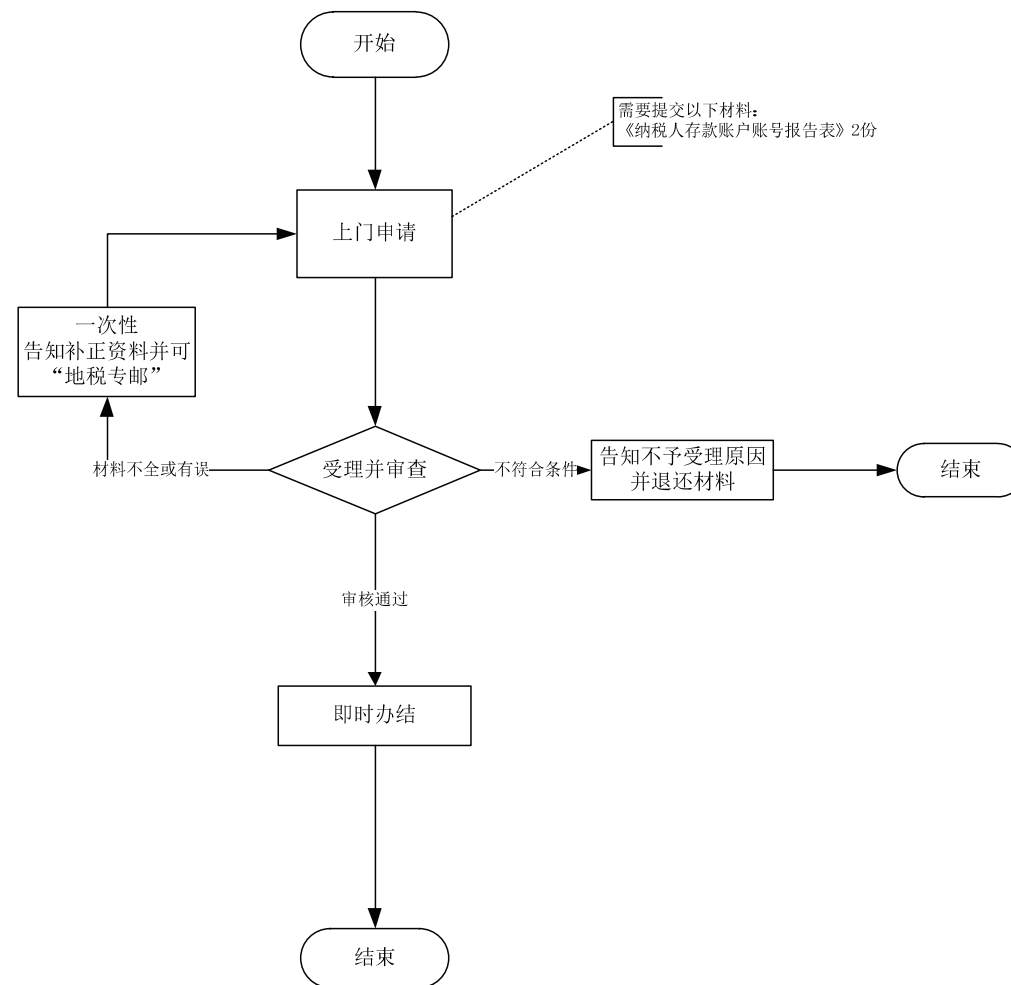 开始
需要提交以下材料：
《纳税人存款账户账号报告表》2份
上门申请
一次性
告知补正资料并可
“地税专邮”
材料不全或有误
受理并审查
不符合条件
告知不予受理原因
并退还材料
结束
审核通过
即时办结
结束